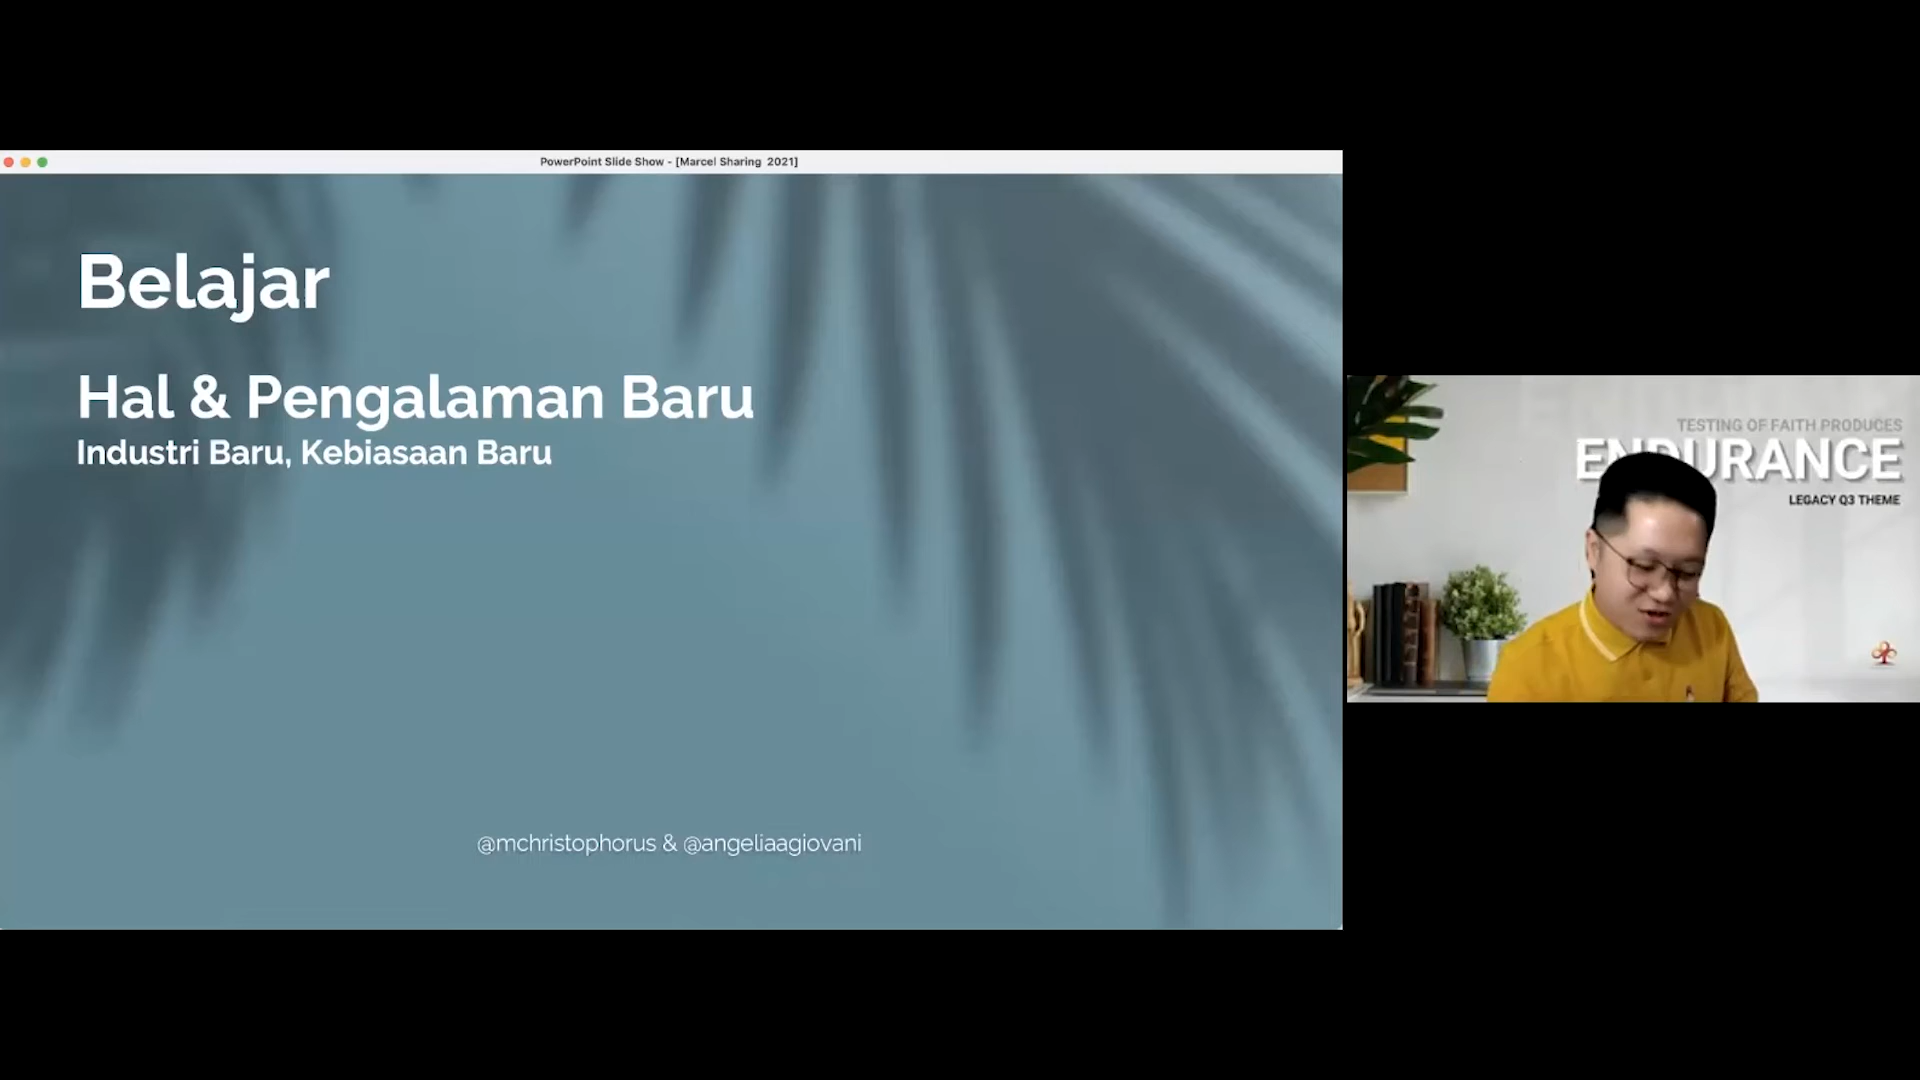 PowerPoint Slide Show - [Marcel Sharing 2021]
Belajar
Hal & Pengalaman Baru
Industri Baru, Kebiasaan Baru
@mchristophorus & @angeliaagiovani
TESTING OF FAITH PRODUCES
ENDURANCE
LEGACY Q3 THEME